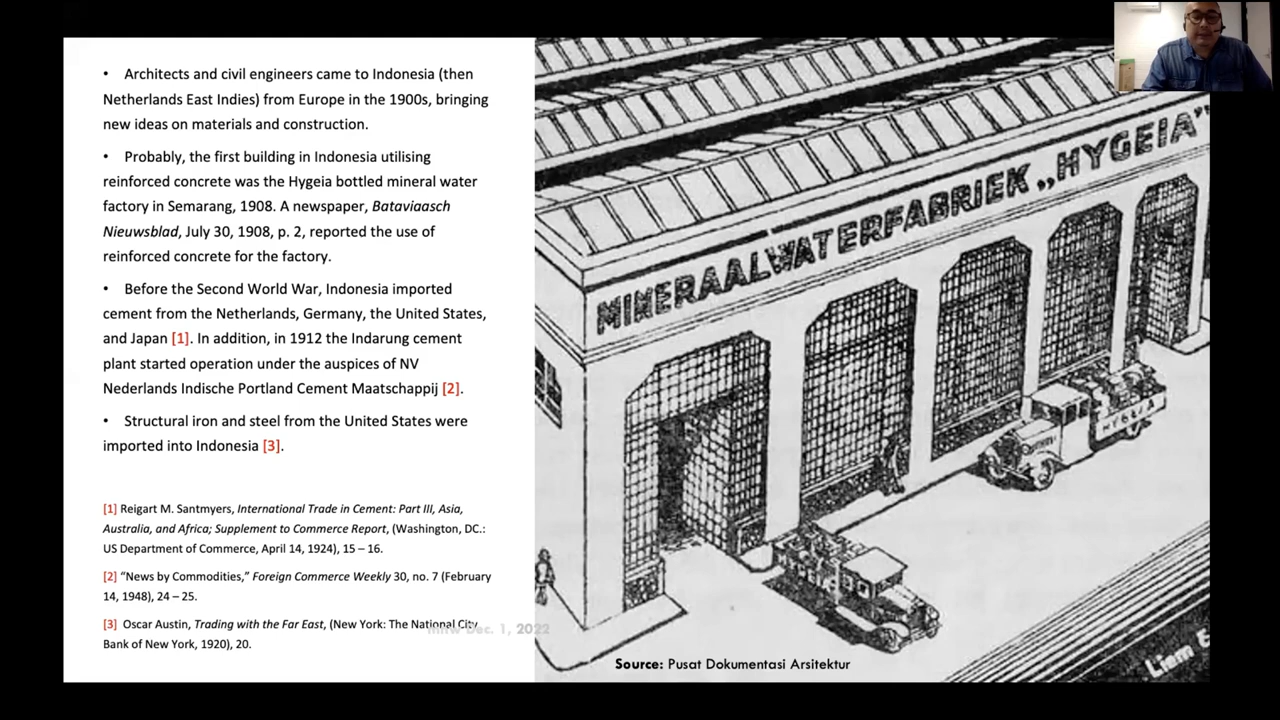 • Architects and civil engineers came to Indonesia (then
Netherlands East Indies) from Europe in the 1900s, bringing
new ideas on materials and construction.
• Probably, the first building in Indonesia utilising
reinforced concrete was the Hygeia bottled mineral water
factory in Semarang, 1908. A newspaper, Bataviaasch
Nieuwsblad, July 30, 1908, p. 2, reported the use of
reinforced concrete for the factory.
• Before the Second World War, Indonesia imported
cement from the Netherlands, Germany, the United States,
and Japan [1]. In addition, in 1912 the Indarung cement
plant started operation under the auspices of NV
Nederlands Indische Portland Cement Maatschappij [2].
• Structural iron and steel from the United States were
imported into Indonesia [3].
[1] Reigart M. Santmyers, International Trade in Cement: Part III, Asia,
Australia, and Africa; Supplement to Commerce Report, (Washington, DC.:
US Department of Commerce, April 14, 1924), 15 – 16.
[2] “News by Commodities,” Foreign Commerce Weekly 30, no. 7 (February
14, 1948), 24 – 25.
[3] Oscar Austin, Trading with the Far East, (New York: The National City
Bank of New York, 1920), 20.
Dec. 1, 2022
MINERAALWATERFABRIEK „HYGEIA”
HYGEIA
Liem
Source: Pusat Dokumentasi Arsitektur